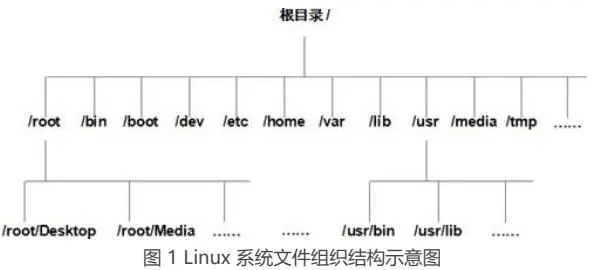 根目录 /
/root /bin /boot /dev /etc /home /var /lib /usr /media /tmp ……
/root/Desktop /root/Media …… …… /usr/bin /usr/lib ……
图 1 Linux 系统文件组织结构示意图